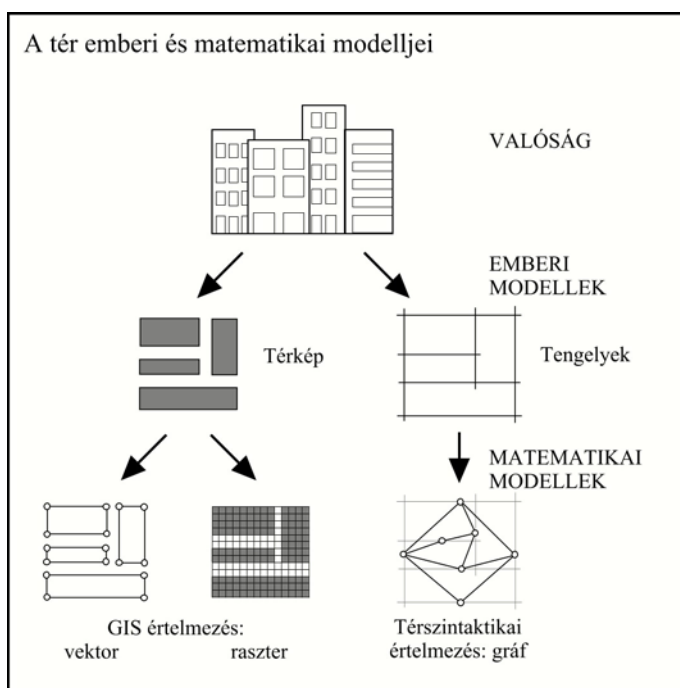 A tér emberi és matematikai modelljei
VALÓSÁG
EMBERI
MODELLEK
Térkép
Tengelyek
MATEMATIKAI
MODELLEK
GIS értelmezés:
vektor
raszter
Térszintaktikai
értelmezés: gráf